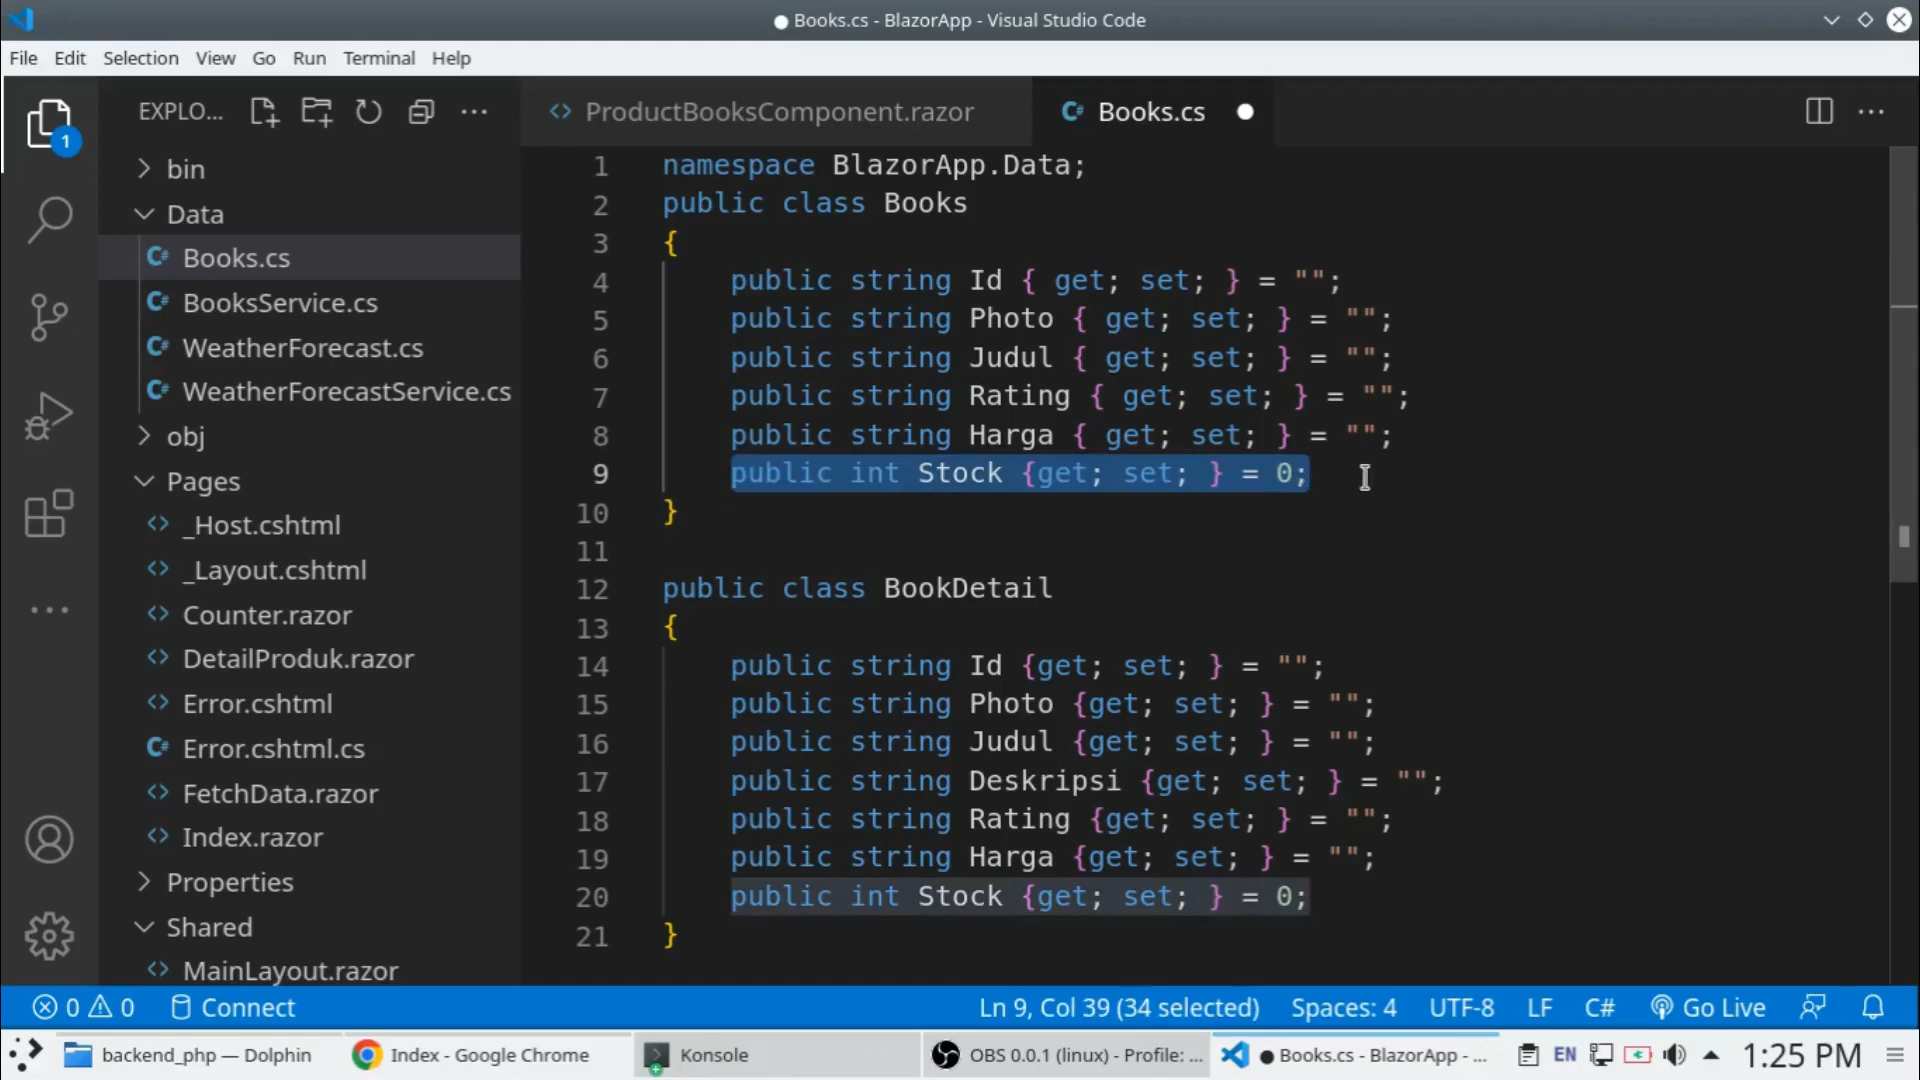 Books.cs - BlazorApp - Visual Studio Code
File Edit Selection View Go Run Terminal Help
EXPLO...
ProductBooksComponent.razor
C# Books.cs
1
bin
Data
C# Books.cs
C# BooksService.cs
C# WeatherForecast.cs
C# WeatherForecastService.cs
obj
Pages
_Host.cshtml
_Layout.cshtml
Counter.razor
DetailProduk.razor
Error.cshtml
C# Error.cshtml.cs
FetchData.razor
Index.razor
Properties
Shared
MainLayout.razor
1 namespace BlazorApp.Data;
2 public class Books
3 {
4 public string Id { get; set; } = "";
5 public string Photo { get; set; } = "";
6 public string Judul { get; set; } = "";
7 public string Rating { get; set; } = "";
8 public string Harga { get; set; } = "";
9 public int Stock {get; set; } = 0;
10 }
11
12 public class BookDetail
13 {
14 public string Id {get; set; } = "";
15 public string Photo {get; set; } = "";
16 public string Judul {get; set; } = "";
17 public string Deskripsi {get; set; } = "";
18 public string Rating {get; set; } = "";
19 public string Harga {get; set; } = "";
20 public int Stock {get; set; } = 0;
21 }
0 0 Connect Ln 9, Col 39 (34 selected) Spaces: 4 UTF-8 LF C# Go Live
backend_php — Dolphin Index - Google Chrome Konsole OBS 0.0.1 (linux) - Profile: ... Books.cs - BlazorApp - ... EN 1:25 PM